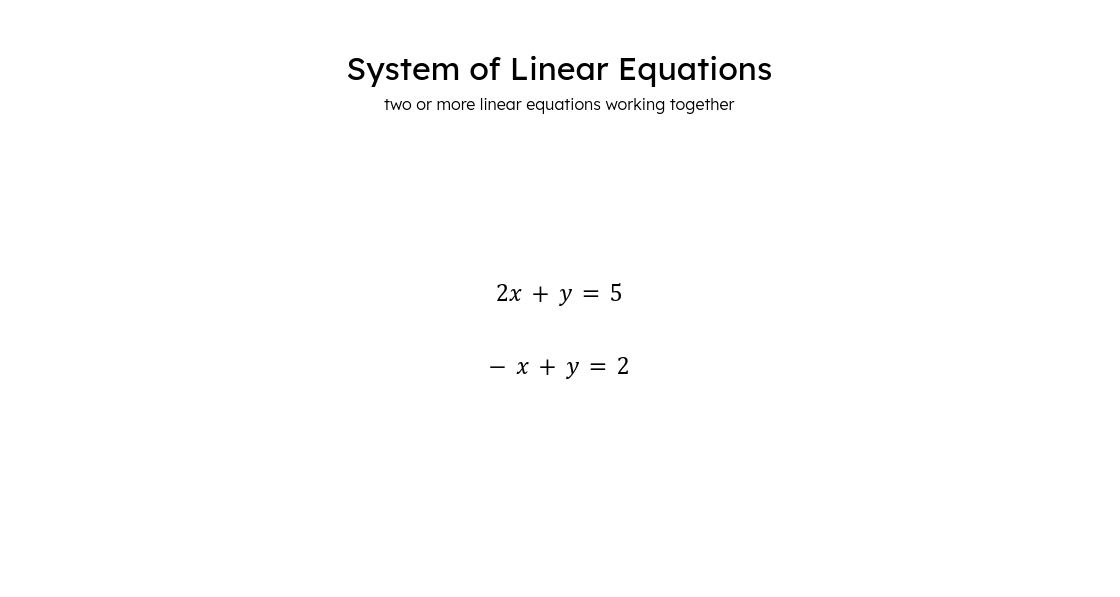 System of Linear Equations
two or more linear equations working together
2x + y = 5
− x + y = 2